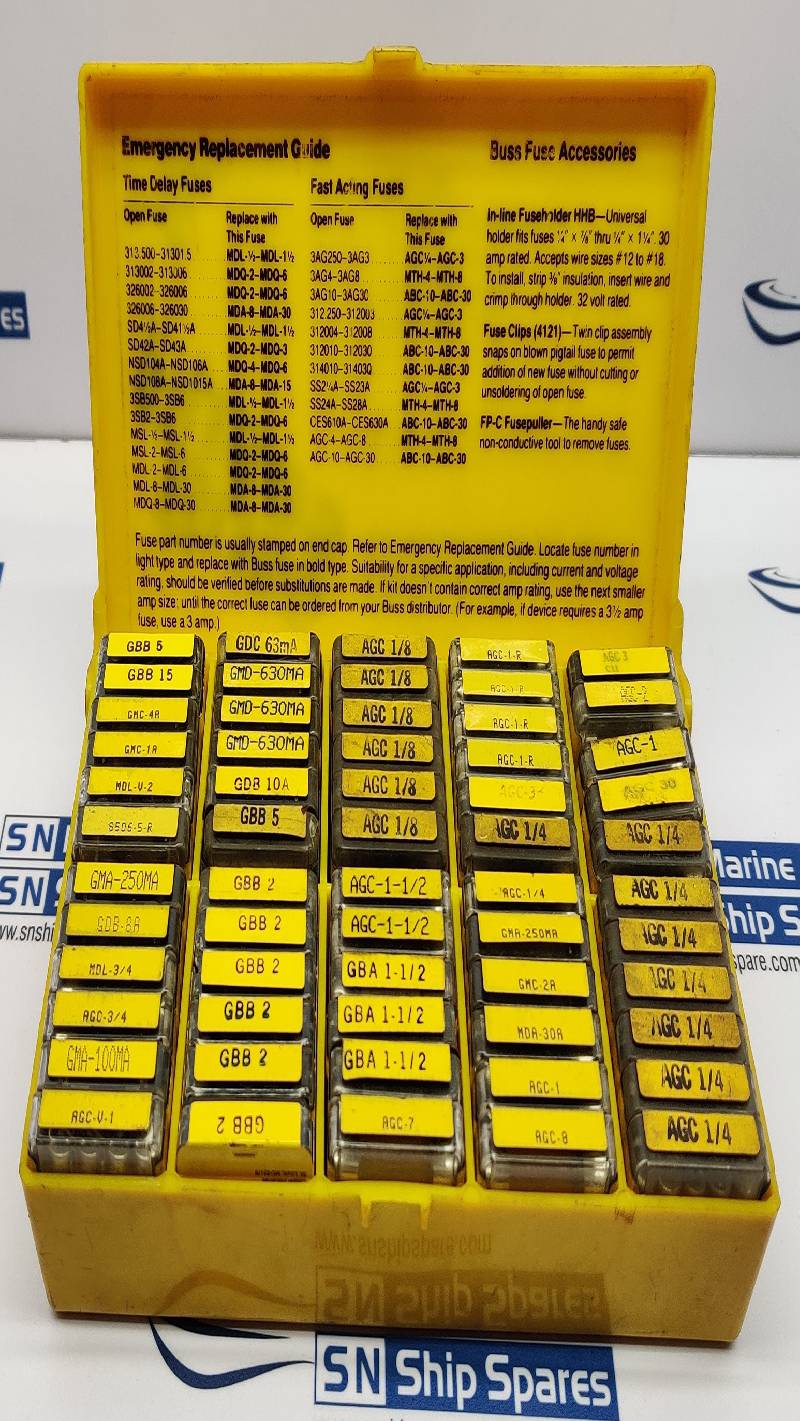 Emergency Replacement Guide
Time Delay Fuses
Open Fuse Replace with This Fuse
313.500-31301.5 MDL-½-MDL-1½
313002-313006 MDQ-2-MDQ-6
326002-326006 MDQ-2-MDQ-6
326006-326030 MDA-8-MDA-30
SD4½A-SD41½A MDL-½-MDL-1½
SD42A-SD43A MDQ-2-MDQ-3
NSD104A-NSD106A MDQ-4-MDQ-6
NSD108A-NSD1015A MDA-8-MDA-15
3SB500-3SB6 MDL-½-MDL-1½
3SB2-3SB6 MDQ-2-MDQ-6
MSL-½-MSL-1½ MDL-½-MDL-1½
MSL-2-MSL-6 MDQ-2-MDQ-6
MDL-2-MDL-6 MDQ-2-MDQ-6
MDL-8-MDL-30 MDA-8-MDA-30
MDQ-8-MDQ-30 MDA-8-MDA-30
Fast Acting Fuses
Open Fuse Replace with This Fuse
3AG250-3AG3 AGC¼-AGC-3
3AG4-3AG8 MTH-4-MTH-8
3AG10-3AG30 ABC-10-ABC-30
312.250-312003 AGC¼-AGC-3
312004-312008 MTH-4-MTH-8
312010-312030 ABC-10-ABC-30
314010-314030 ABC-10-ABC-30
SS2¼A-SS23A AGC¼-AGC-3
SS24A-SS28A MTH-4-MTH-8
CES610A-CES630A ABC-10-ABC-30
AGC-4-AGC-8 MTH-4-MTH-8
AGC-10-AGC-30 ABC-10-ABC-30
Buss Fuse Accessories
In-line Fuseholder HHB—Universal
holder fits fuses ¼" × ⅞" thru ¼" × 1¼". 30
amp rated. Accepts wire sizes #12 to #18.
To install, strip ⅜" insulation, insert wire and
crimp through holder. 32 volt rated.
Fuse Clips (4121)—Twin clip assembly
snaps on blown pigtail fuse to permit
addition of new fuse without cutting or
unsoldering of open fuse.
FP-C Fusepuller—The handy safe
non-conductive tool to remove fuses.
Fuse part number is usually stamped on end cap. Refer to Emergency Replacement Guide. Locate fuse number in
light type and replace with Buss fuse in bold type. Suitability for a specific application, including current and voltage
rating, should be verified before substitutions are made. If kit doesn't contain correct amp rating, use the next smaller
amp size; until the correct fuse can be ordered from your Buss distributor. (For example, if device requires a 3½ amp
fuse, use a 3 amp.)
GBB 5
GBB 15
GMC-4A
GMC-1A
MDL-V-2
S506-5-R
GMA-250MA
GDB-6A
MDL-3/4
AGC-3/4
GMA-100MA
AGC-V-1
GDC 63mA
GMD-630MA
GMD-630MA
GMD-630MA
GDB 10A
GBB 5
GBB 2
GBB 2
GBB 2
GBB 2
GBB 2
GBB 2
AGC 1/8
AGC 1/8
AGC 1/8
AGC 1/8
AGC 1/8
AGC 1/8
AGC-1-1/2
AGC-1-1/2
GBA 1-1/2
GBA 1-1/2
GBA 1-1/2
AGC-7
AGC-1-R
AGC-1-R
AGC-1-R
AGC-1-R
AGC-3
AGC 1/4
AGC-1/4
GMA-250MA
GMC-2A
MDA-30A
AGC-1
AGC-8
AGC 3
AGC-2
AGC-1
AGC 30
AGC 1/4
AGC 1/4
AGC 1/4
AGC 1/4
AGC 1/4
AGC 1/4
AGC 1/4
www.snshipspare.com
SN Ship Spares
SN Ship Spares
ES
SN
SN
www.snshi
Marine
Ship S
spare.com